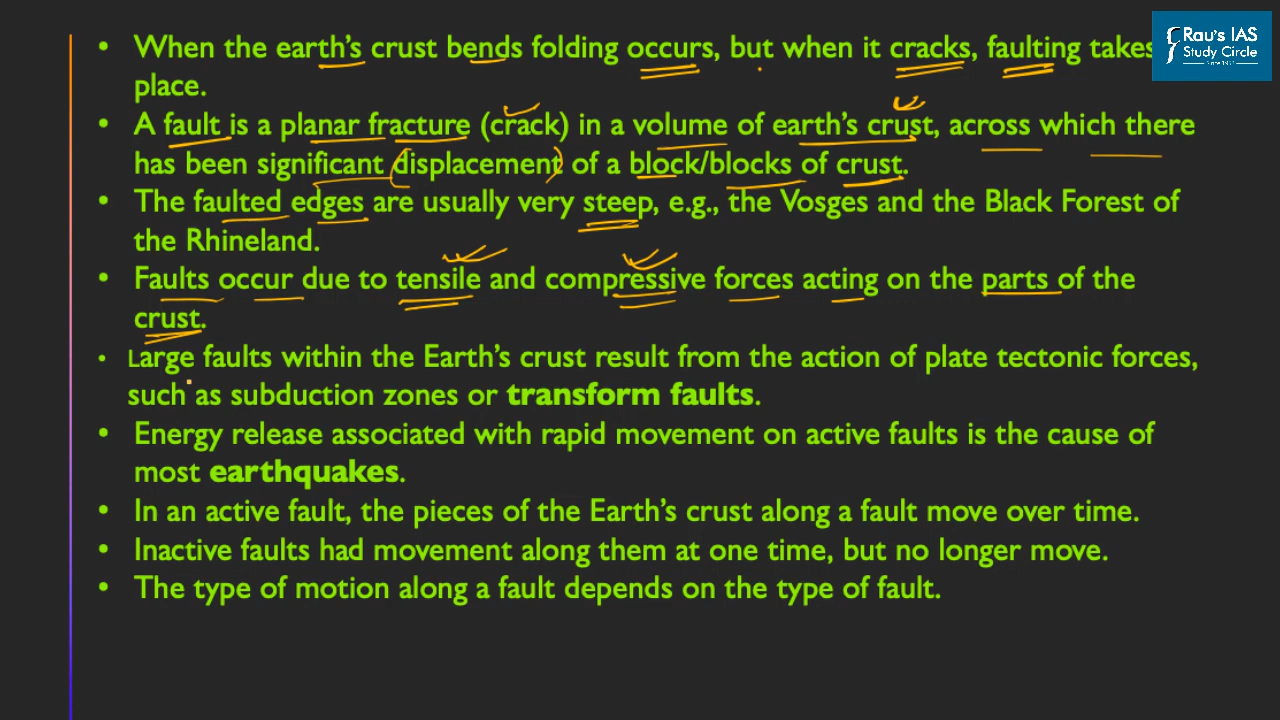 Rau's IAS
Study Circle
Since 1953
• When the earth's crust bends folding occurs, but when it cracks, faulting takes
place.
• A fault is a planar fracture (crack) in a volume of earth's crust, across which there
has been significant displacement of a block/blocks of crust.
• The faulted edges are usually very steep, e.g., the Vosges and the Black Forest of
the Rhineland.
• Faults occur due to tensile and compressive forces acting on the parts of the
crust.
• Large faults within the Earth's crust result from the action of plate tectonic forces,
such as subduction zones or transform faults.
• Energy release associated with rapid movement on active faults is the cause of
most earthquakes.
• In an active fault, the pieces of the Earth's crust along a fault move over time.
• Inactive faults had movement along them at one time, but no longer move.
• The type of motion along a fault depends on the type of fault.